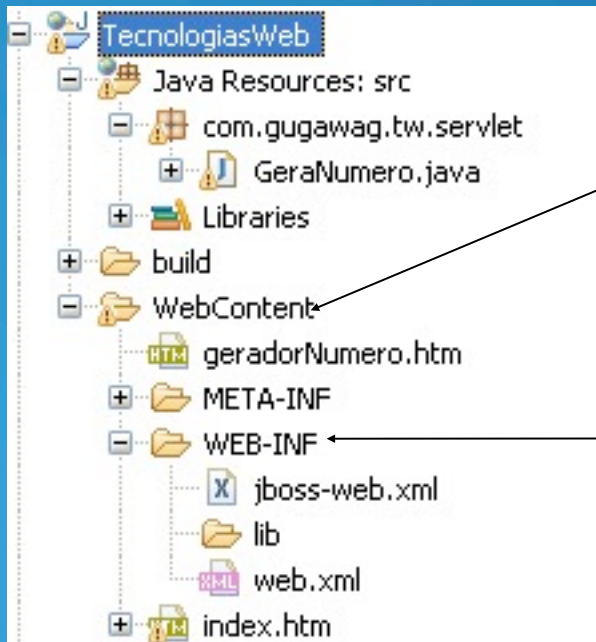 TecnologiasWeb
Java Resources: src
com.gugawag.tw.servlet
GeraNumero.java
Libraries
build
WebContent
geradorNumero.htm
META-INF
WEB-INF
jboss-web.xml
lib
web.xml
index.htm